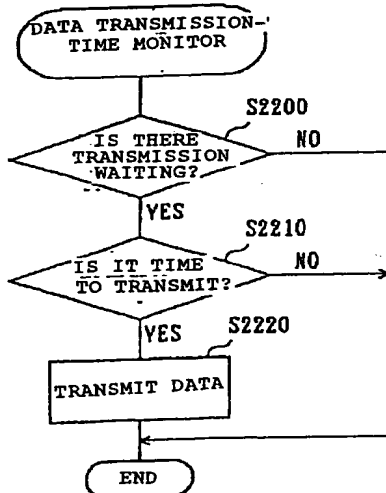 DATA TRANSMISSION-
TIME MONITOR
S2200
IS THERE
TRANSMISSION
WAITING?
NO
YES
S2210
IS IT TIME
TO TRANSMIT?
NO
YES
S2220
TRANSMIT DATA
END